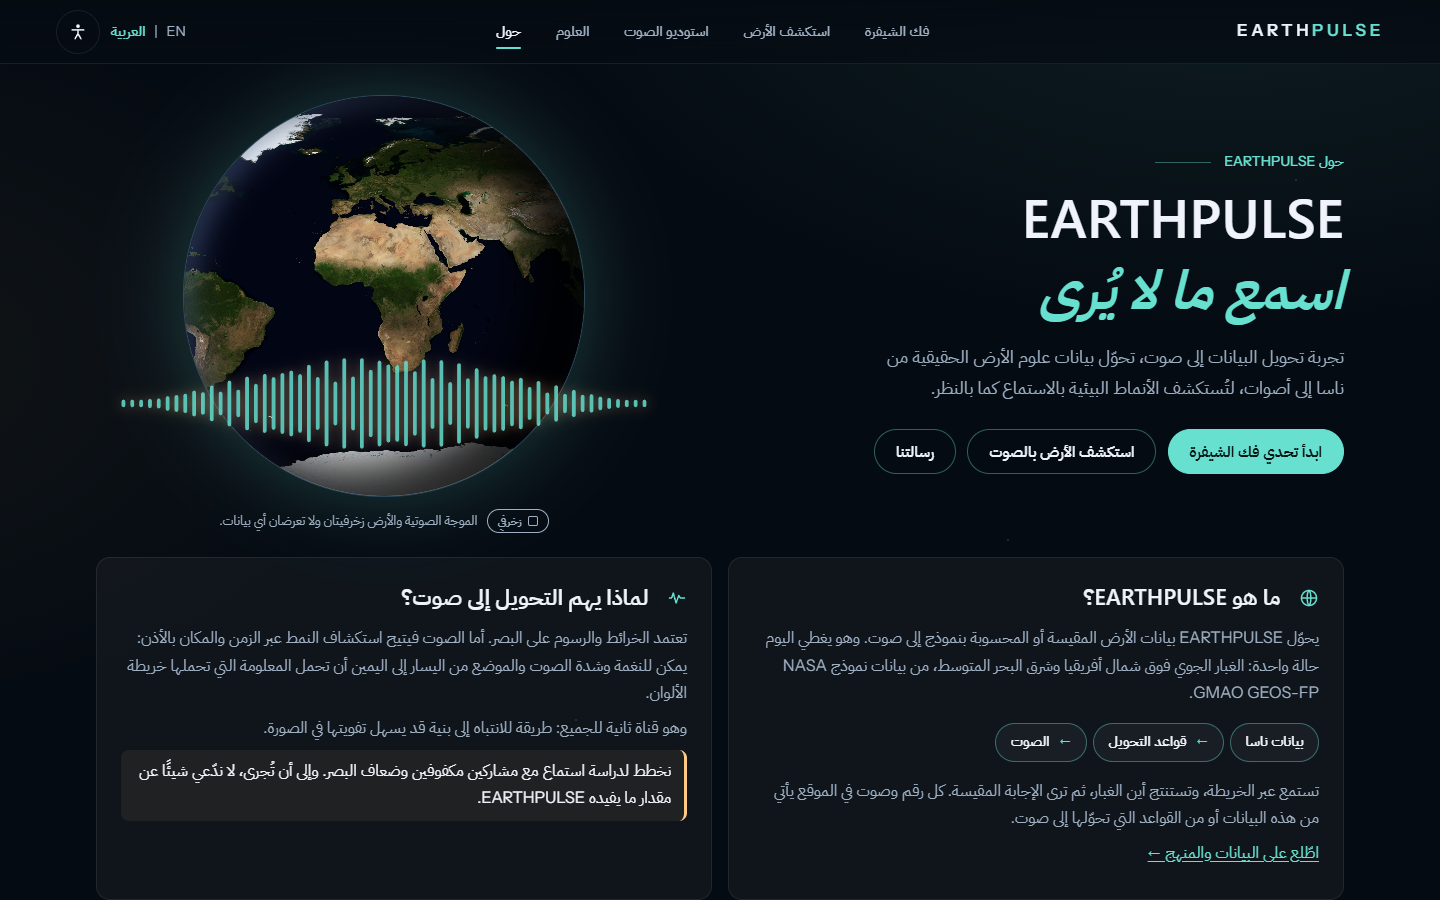 EARTHPULSE
فك الشيفرة
استكشف الأرض
استوديو الصوت
العلوم
حول
EN | العربية
حول EARTHPULSE
EARTHPULSE
اسمع ما لا يُرى
تجربة تحويل البيانات إلى صوت، تحوّل بيانات علوم الأرض الحقيقية من
ناسا إلى أصوات، لتُستكشف الأنماط البيئية بالاستماع كما بالنظر.
ابدأ تحدي فك الشيفرة
استكشف الأرض بالصوت
رسالتنا
زخرفي
الموجة الصوتية والأرض زخرفيتان ولا تعرضان أي بيانات.
ما هو EARTHPULSE؟
يحوّل EARTHPULSE بيانات الأرض المقيسة أو المحسوبة بنموذج إلى صوت. وهو يغطي اليوم
حالة واحدة: الغبار الجوي فوق شمال أفريقيا وشرق البحر المتوسط، من بيانات نموذج NASA
GMAO GEOS-FP.
بيانات ناسا
← قواعد التحويل
← الصوت
تستمع عبر الخريطة، وتستنتج أين الغبار، ثم ترى الإجابة المقيسة. كل رقم وصوت في الموقع يأتي
من هذه البيانات أو من القواعد التي تحوّلها إلى صوت.
اطّلع على البيانات والمنهج ←
لماذا يهم التحويل إلى صوت؟
تعتمد الخرائط والرسوم على البصر. أما الصوت فيتيح استكشاف النمط عبر الزمن والمكان بالأذن:
يمكن للنغمة وشدة الصوت والموضع من اليسار إلى اليمين أن تحمل المعلومة التي تحملها خريطة
الألوان.
وهو قناة ثانية للجميع: طريقة للانتباه إلى بنية قد يسهل تفويتها في الصورة.
نخطط لدراسة استماع مع مشاركين مكفوفين وضعاف البصر. وإلى أن تُجرى، لا ندّعي شيئًا عن
مقدار ما يفيده EARTHPULSE.